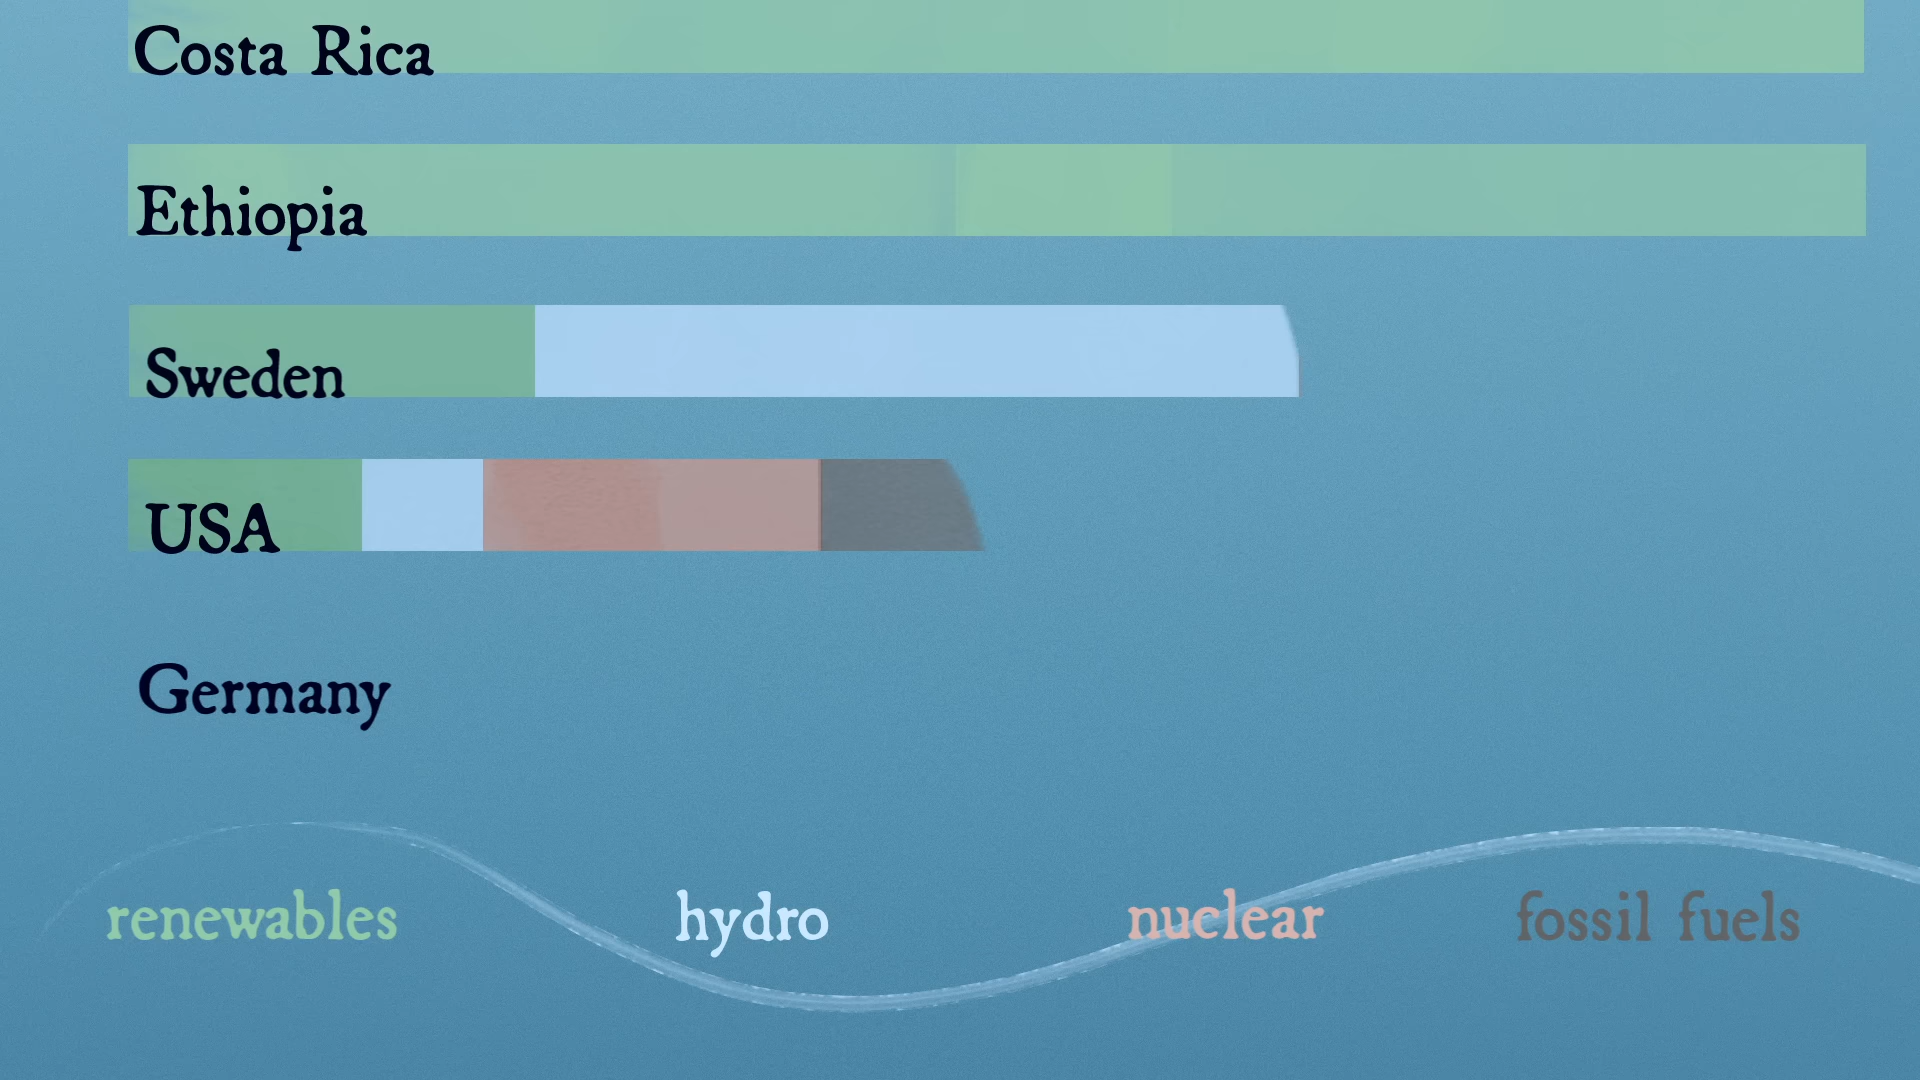 Costa Rica
Ethiopia
Sweden
USA
Germany
renewables hydro nuclear fossil fuels